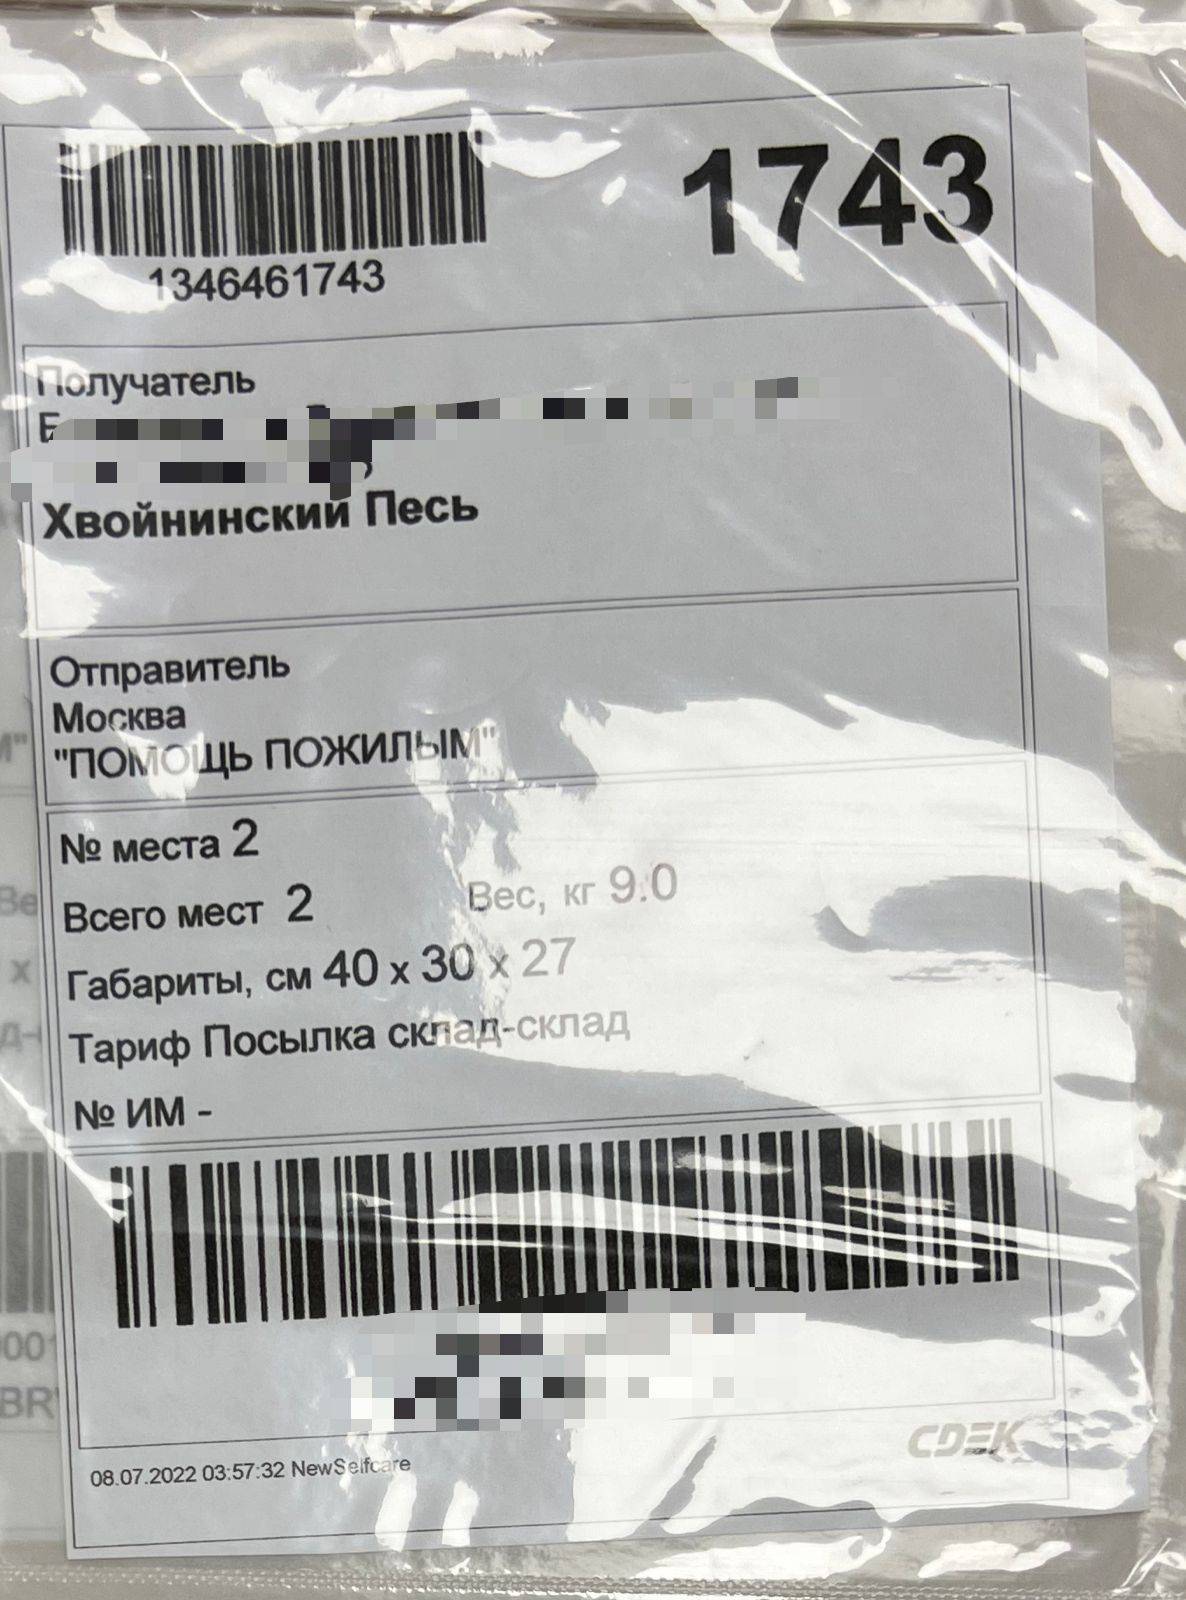 1743
1346461743
Получатель
Хвойнинский Песь
Отправитель
Москва
"ПОМОЩЬ ПОЖИЛЫМ"
№ места 2
Всего мест 2 Вес, кг 9.0
Габариты, см 40 x 30 x 27
Тариф Посылка склад-склад
№ ИМ -
CDEK
08.07.2022 03:57:32 NewSelfcare